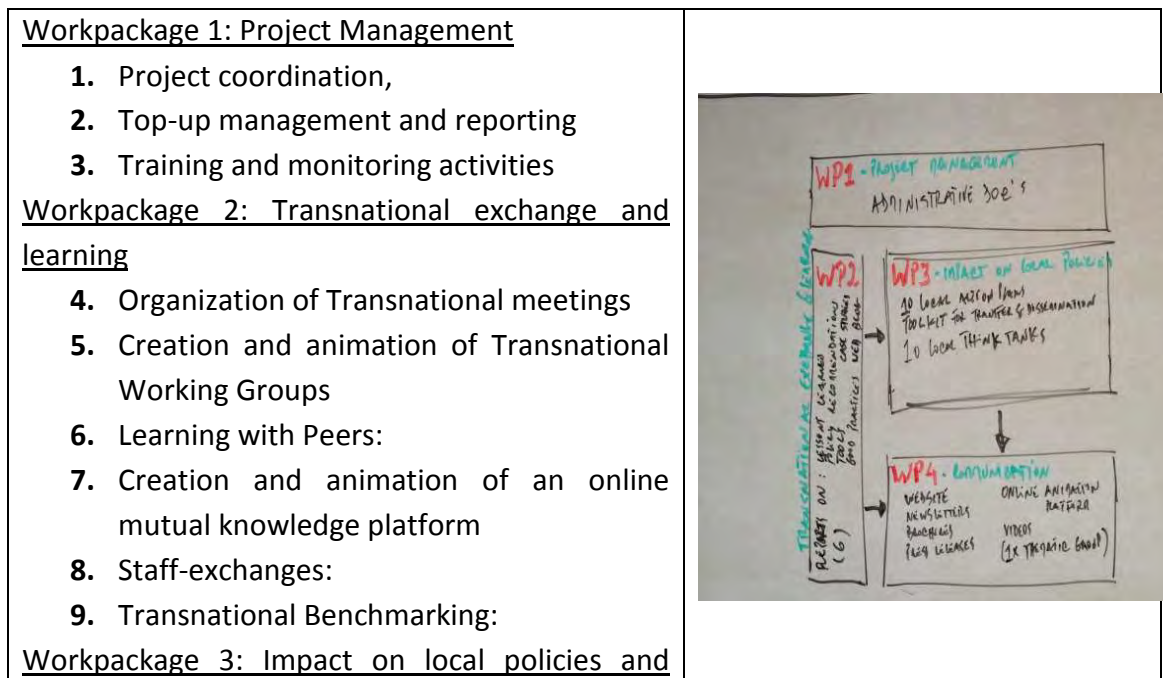 Workpackage 1: Project Management
1. Project coordination,
2. Top-up management and reporting
3. Training and monitoring activities
Workpackage 2: Transnational exchange and
learning
4. Organization of Transnational meetings
5. Creation and animation of Transnational
Working Groups
6. Learning with Peers:
7. Creation and animation of an online
mutual knowledge platform
8. Staff-exchanges:
9. Transnational Benchmarking:
Workpackage 3: Impact on local policies and
WP1 - PROJECT MANAGEMENT
ADMINISTRATIVE
TRANSNATIONAL EXCHANGE & LEARNING
WP2
REPORTS ON: LESSONS LEARNED
(6) POLICY RECOMMENDATIONS
TOOLS CASE STUDIES
GOOD PRACTICES WEB BLOG
WP3 - IMPACT ON LOCAL POLICIES
10 LOCAL ACTION PLANS
TOOLKIT FOR TRANSFER & DISSEMINATION
10 LOCAL THINK TANKS
WP4 - COMMUNICATION
WEBSITE ONLINE ANIMATION
NEWSLETTERS PLATFORM
BROCHURES VIDEOS
PRESS RELEASES (1x THEMATIC GROUP)